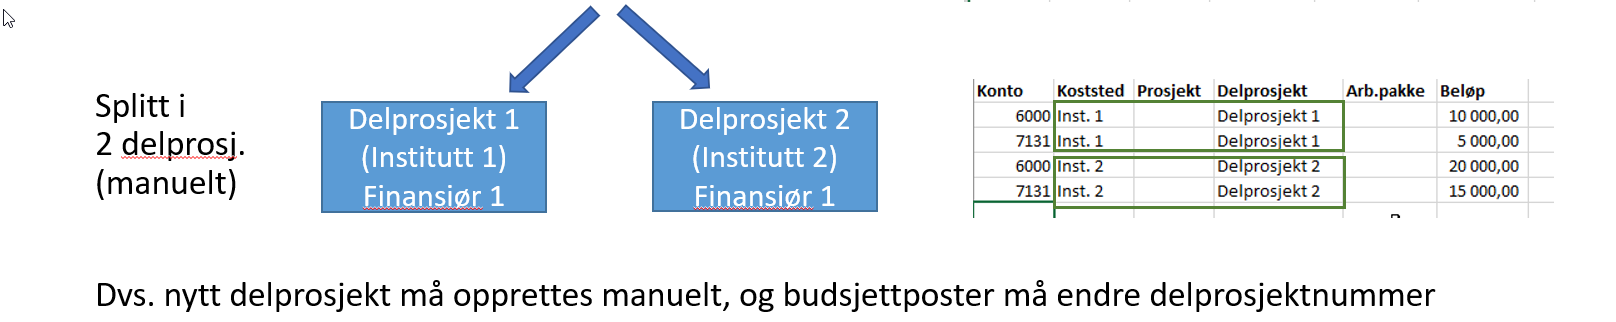 Splitt i
2 delprosj.
(manuelt)
Delprosjekt 1
(Institutt 1)
Finansiør 1
Delprosjekt 2
(Institutt 2)
Finansiør 1
Konto Koststed Prosjekt Delprosjekt Arb.pakke Beløp
6000 Inst. 1 Delprosjekt 1 10 000,00
7131 Inst. 1 Delprosjekt 1 5 000,00
6000 Inst. 2 Delprosjekt 2 20 000,00
7131 Inst. 2 Delprosjekt 2 15 000,00
Dvs. nytt delprosjekt må opprettes manuelt, og budsjettposter må endre delprosjektnummer